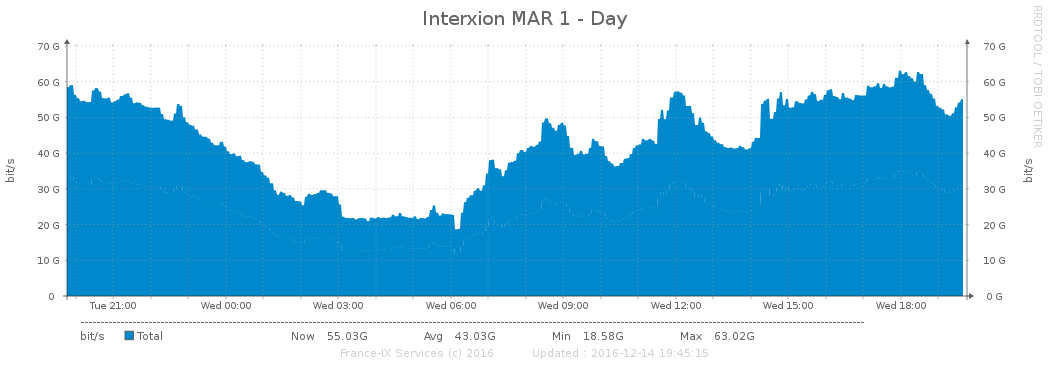 Interxion MAR 1 - Day
RRDTOOL / TOBI OETIKER
70 G 70 G
60 G 60 G
50 G 50 G
40 G 40 G
30 G 30 G
20 G 20 G
10 G 10 G
0 0 G
bit/s
bit/s
Tue 21:00 Wed 00:00 Wed 03:00 Wed 06:00 Wed 09:00 Wed 12:00 Wed 15:00 Wed 18:00
bit/s Total Now 55.03G Avg 43.03G Min 18.58G Max 63.02G
France-IX Services (c) 2016 Updated : 2016-12-14 19:45:15